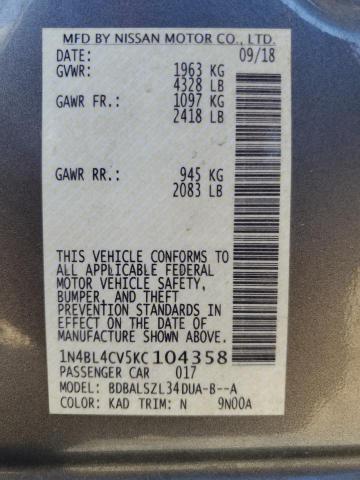 MFD BY NISSAN MOTOR CO., LTD.
DATE: 09/18
GVWR: 1963 KG
4328 LB
GAWR FR.: 1097 KG
2418 LB
GAWR RR.: 945 KG
2083 LB
THIS VEHICLE CONFORMS TO
ALL APPLICABLE FEDERAL
MOTOR VEHICLE SAFETY,
BUMPER, AND THEFT
PREVENTION STANDARDS IN
EFFECT ON THE DATE OF
MANUFACTURE SHOWN ABOVE.
1N4BL4CV5KC104358
PASSENGER CAR 017
MODEL: BDBALSZL34DUA-B--A
COLOR: KAD TRIM: N 9N00A